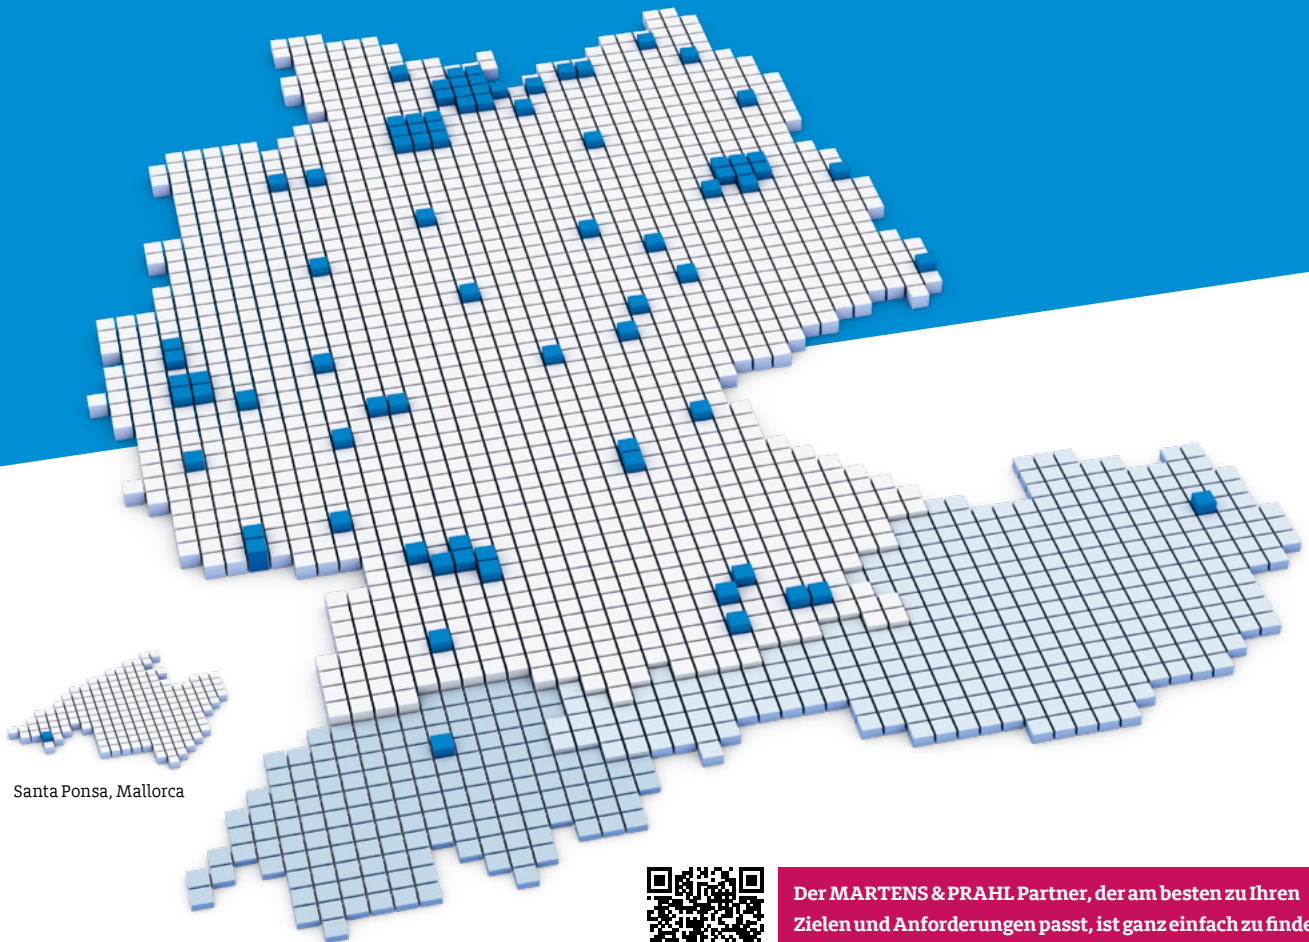 Santa Ponsa, Mallorca
Der MARTENS & PRAHL Partner, der am besten zu Ihren
Zielen und Anforderungen passt, ist ganz einfach zu finde